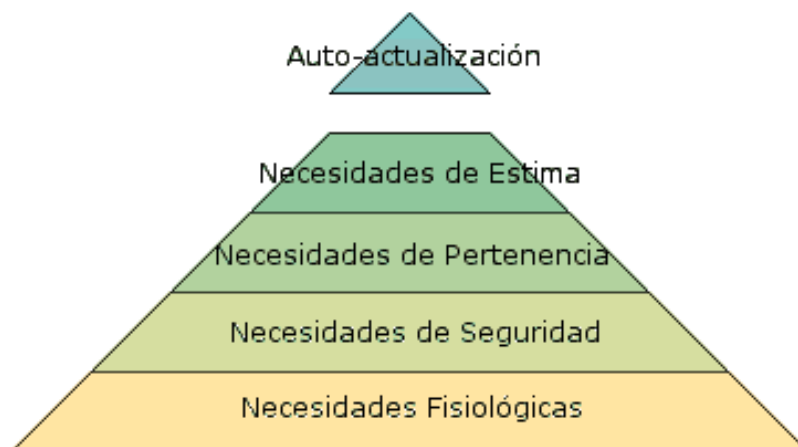 Auto-actualización
Necesidades de Estima
Necesidades de Pertenencia
Necesidades de Seguridad
Necesidades Fisiológicas